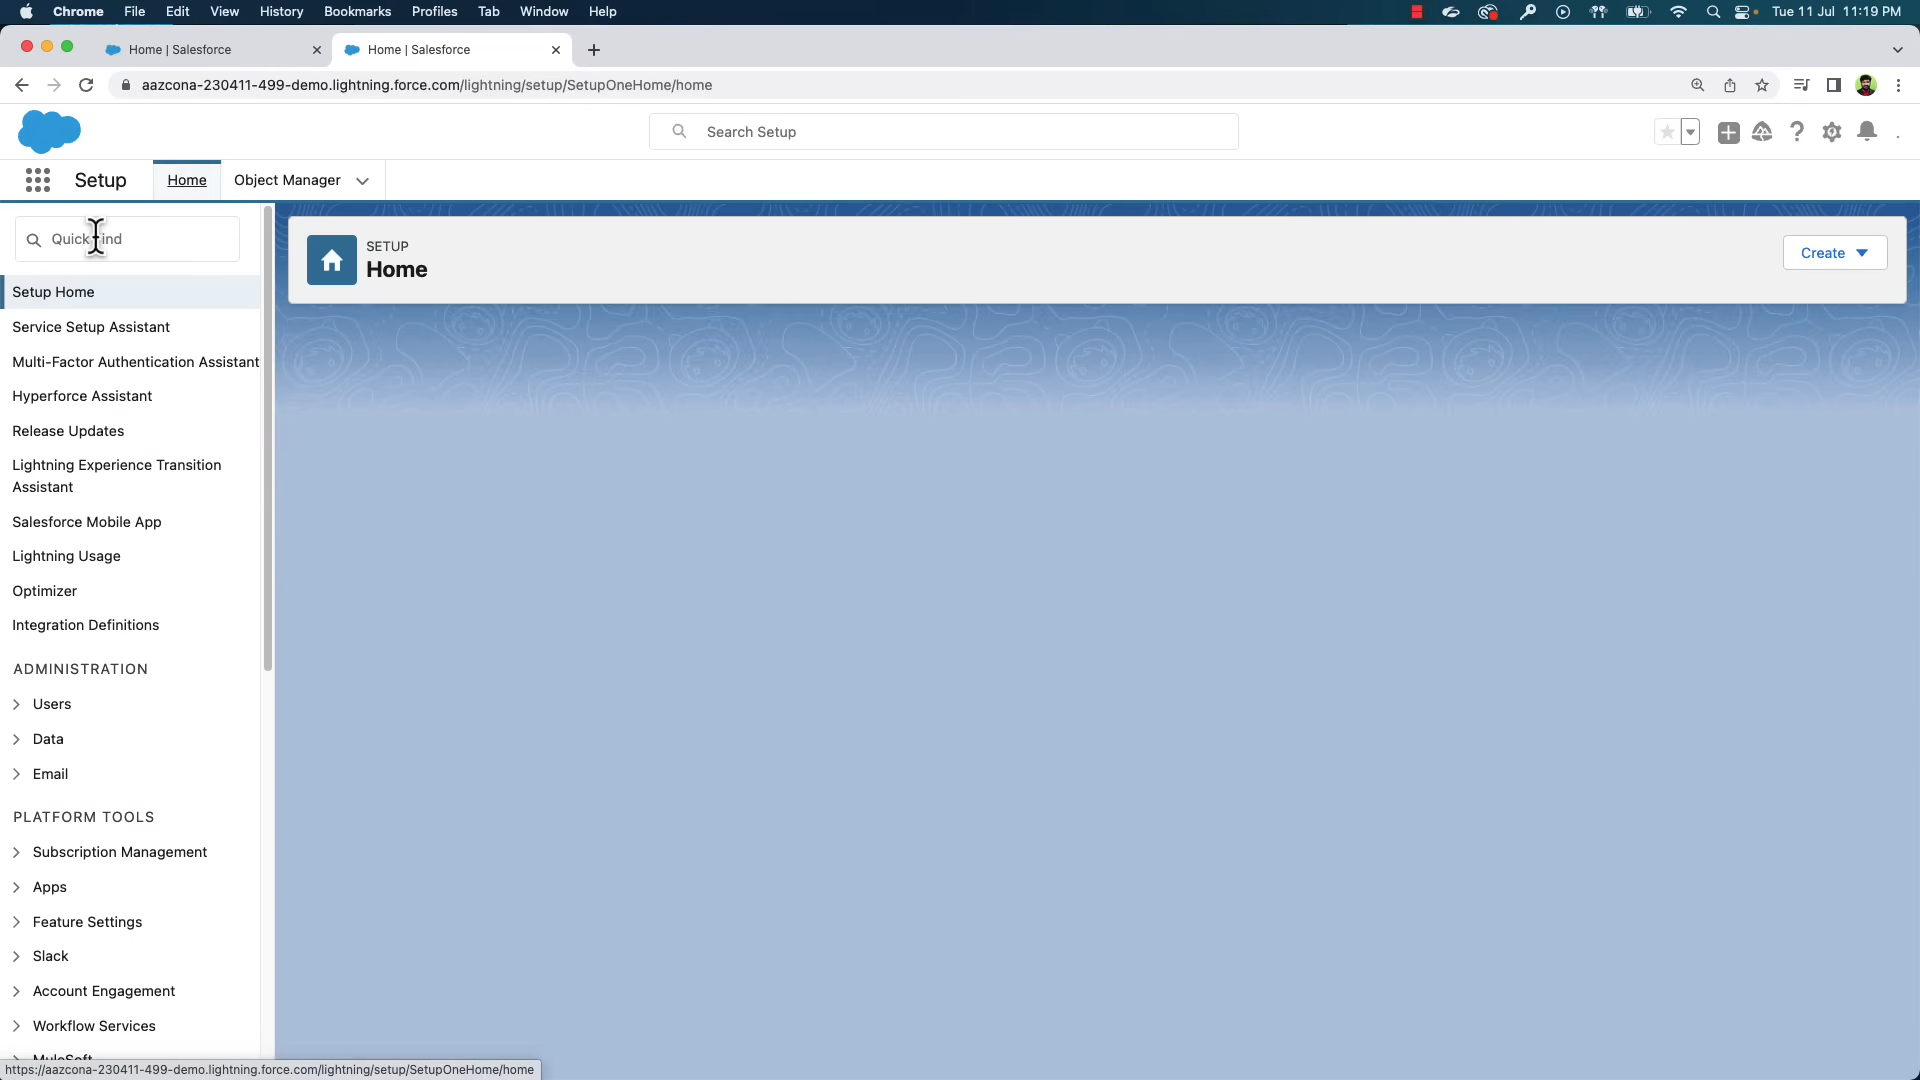 Chrome File Edit View History Bookmarks Profiles Tab Window Help Tue 11 Jul 11:19 PM
Home | Salesforce Home | Salesforce
aazcona-230411-499-demo.lightning.force.com/lightning/setup/SetupOneHome/home
Search Setup
Setup Home Object Manager
Quick Find
SETUP
Home
Create
Setup Home
Service Setup Assistant
Multi-Factor Authentication Assistant
Hyperforce Assistant
Release Updates
Lightning Experience Transition
Assistant
Salesforce Mobile App
Lightning Usage
Optimizer
Integration Definitions
ADMINISTRATION
Users
Data
Email
PLATFORM TOOLS
Subscription Management
Apps
Feature Settings
Slack
Account Engagement
Workflow Services
MuleSoft
https://aazcona-230411-499-demo.lightning.force.com/lightning/setup/SetupOneHome/home